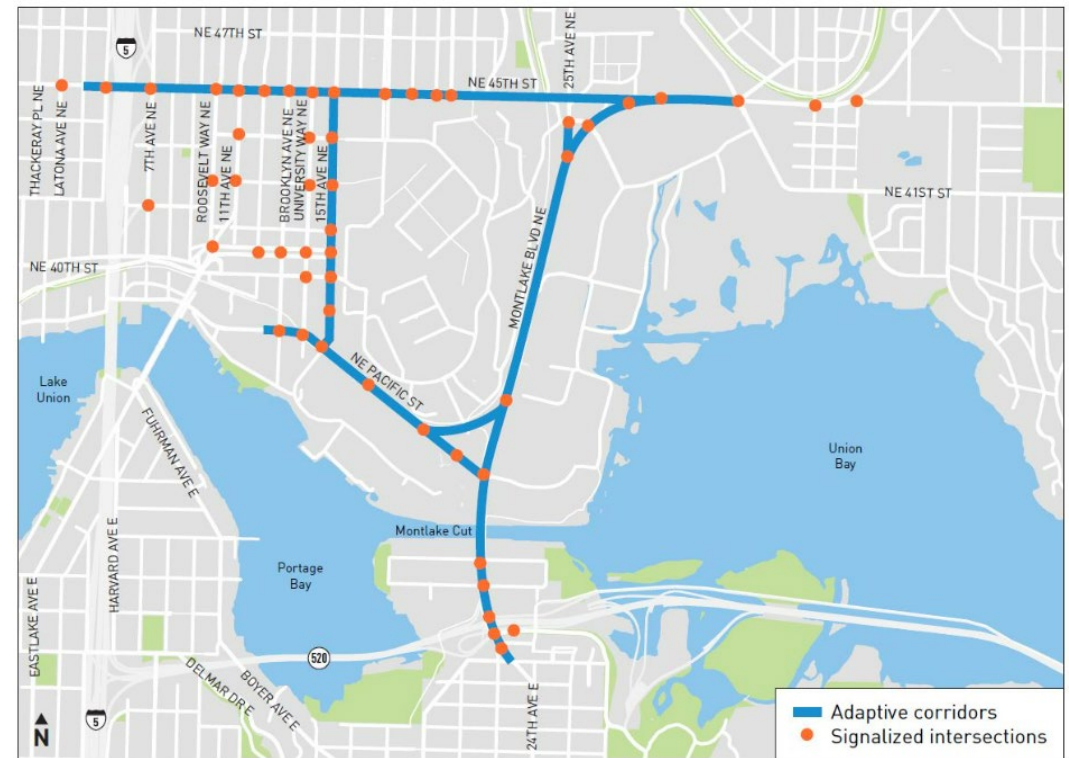 NE 47TH ST
5
25TH AVE NE
NE 45TH ST
THACKERAY PL NE
LATONA AVE NE
7TH AVE NE
ROOSEVELT WAY NE
11TH AVE NE
BROOKLYN AVE NE
UNIVERSITY WAY NE
15TH AVE NE
NE 41ST ST
MONTLAKE BLVD NE
NE 40TH ST
NE PACIFIC ST
Lake
Union
FUHRMAN AVE E
Union
Bay
Montlake Cut
HARVARD AVE E
Portage
Bay
EASTLAKE AVE E
520
DELMAR DR E
BOYER AVE E
24TH AVE E
5
N
Adaptive corridors
Signalized intersections